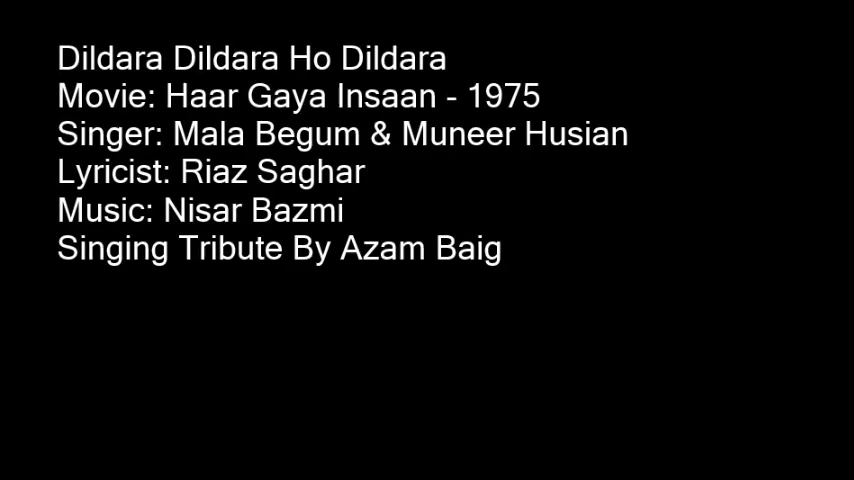 Dildara Dildara Ho Dildara
Movie: Haar Gaya Insaan - 1975
Singer: Mala Begum & Muneer Husian
Lyricist: Riaz Saghar
Music: Nisar Bazmi
Singing Tribute By Azam Baig